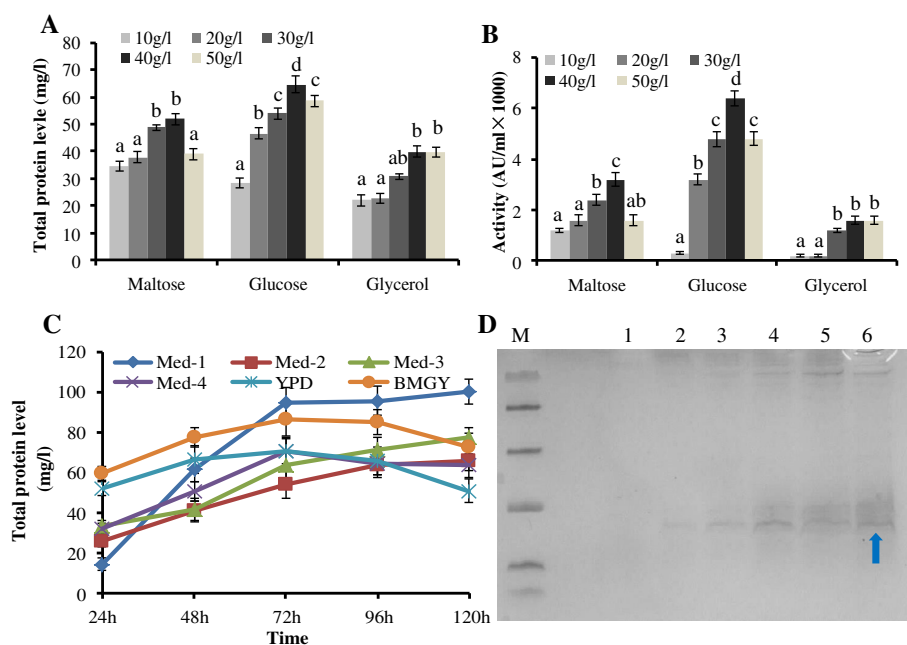 A
Total protein levle (mg/l)
10g/l 20g/l 30g/l
40g/l 50g/l
80
70
60
50
40
30
20
10
0
a a b b a
a b c d c
a a ab b b
Maltose Glucose Glycerol
B
Activity (AU/ml×1000)
10g/l 20g/l 30g/l
40g/l 50g/l
8
6
4
2
0
a a b c ab
a b c d c
a a b b b
Maltose Glucose Glycerol
C
Total protein level
(mg/l)
Med-1 Med-2 Med-3
Med-4 YPD BMGY
120
100
80
60
40
20
0
24h 48h 72h 96h 120h
Time
D
M 1 2 3 4 5 6